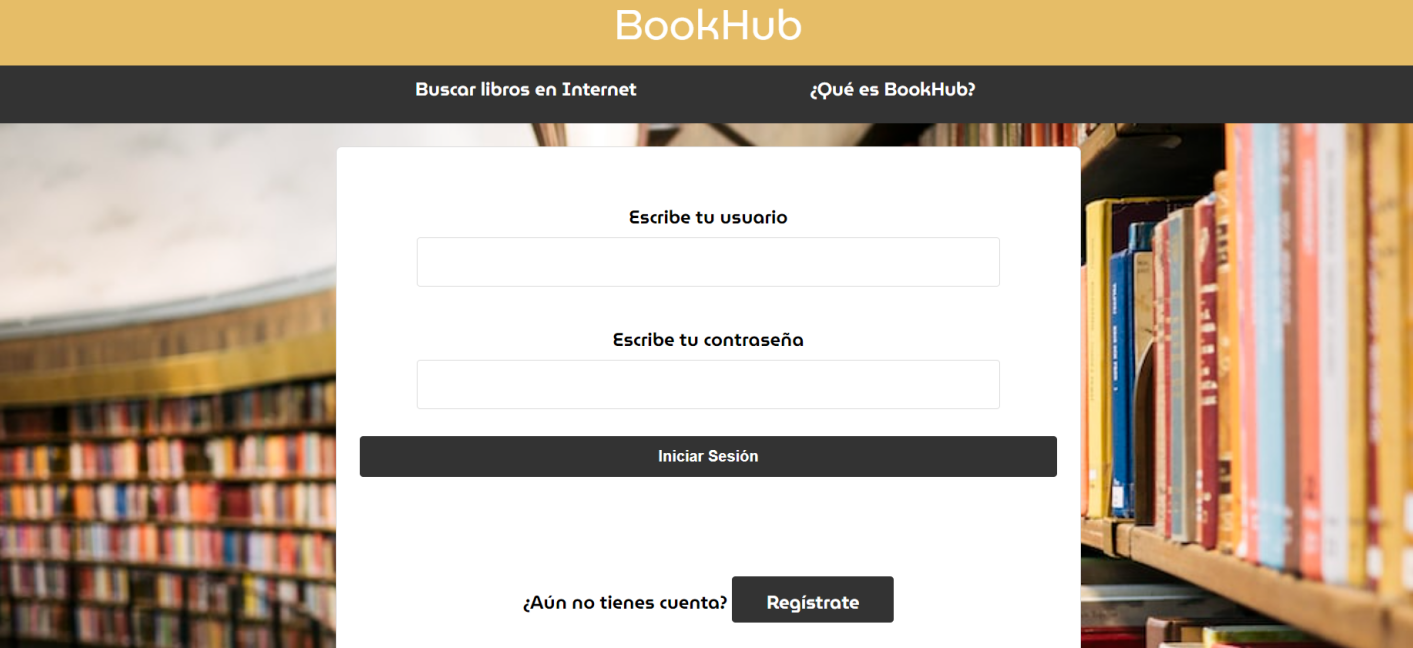 BookHub
Buscar libros en Internet ¿Qué es BookHub?
Escribe tu usuario
Escribe tu contraseña
Iniciar Sesión
¿Aún no tienes cuenta? Regístrate